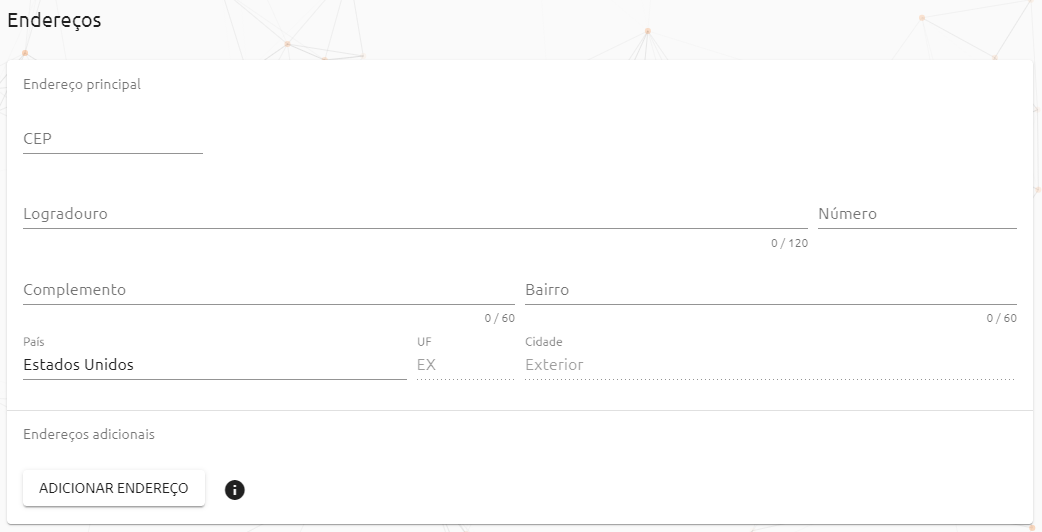 Endereços
Endereço principal
CEP
Logradouro Número
0 / 120
Complemento Bairro
0 / 60 0 / 60
País UF Cidade
Estados Unidos EX Exterior
Endereços adicionais
ADICIONAR ENDEREÇO